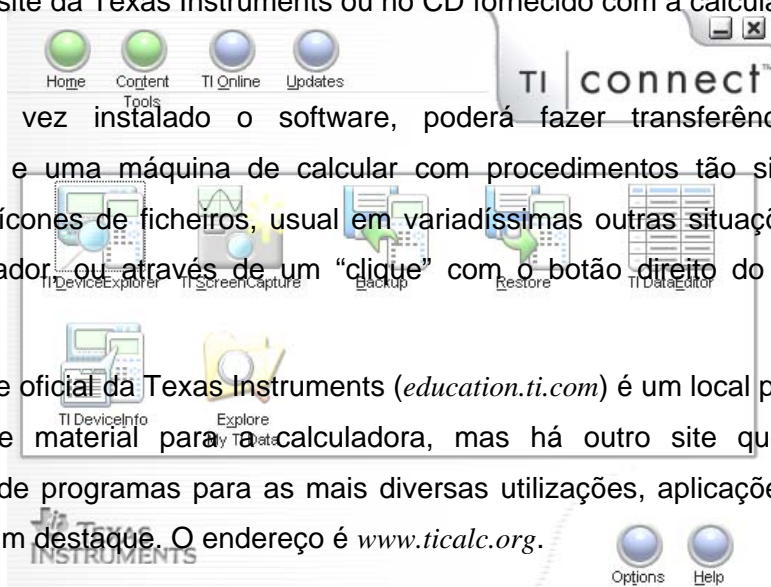 site da Texas Instruments ou no CD fornecido com a calcula
Home Content Tools TI Online Updates
TI connect™
vez instalado o software, poderá fazer transferênc
e uma máquina de calcular com procedimentos tão si
ícones de ficheiros, usual em variadíssimas outras situaçõ
ador, ou através de um “clique” com o botão direito do
TI DeviceExplorer TI ScreenCapture Backup Restore TI DataEditor
e oficial da Texas Instruments (education.ti.com) é um local p
TI DeviceInfo Explore My TI Data
e material para a calculadora, mas há outro site qu
de programas para as mais diversas utilizações, aplicaçõe
m destaque. O endereço é www.ticalc.org.
TEXAS INSTRUMENTS
Options Help